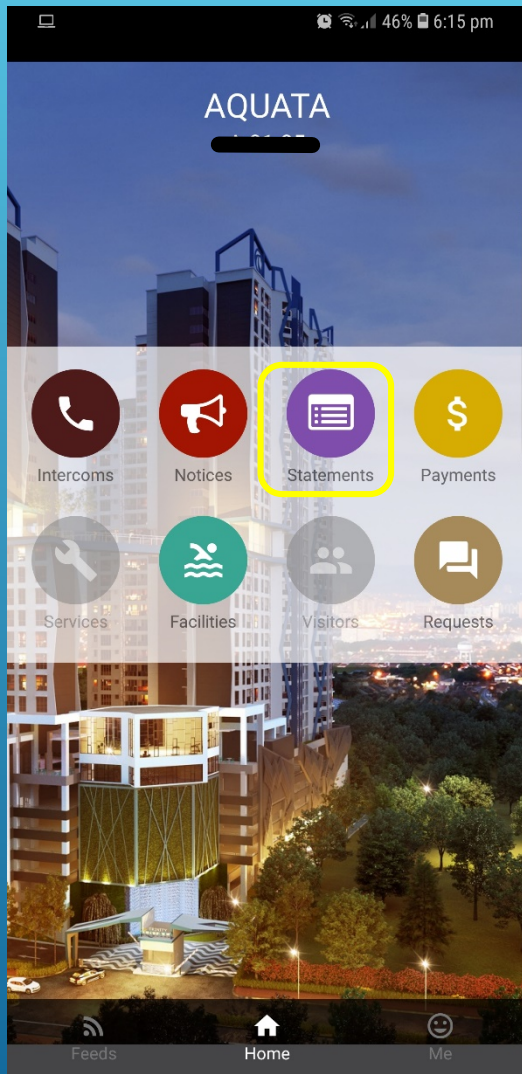 46% 6:15 pm
AQUATA
Intercoms Notices Statements Payments
Services Facilities Visitors Requests
Feeds Home Me